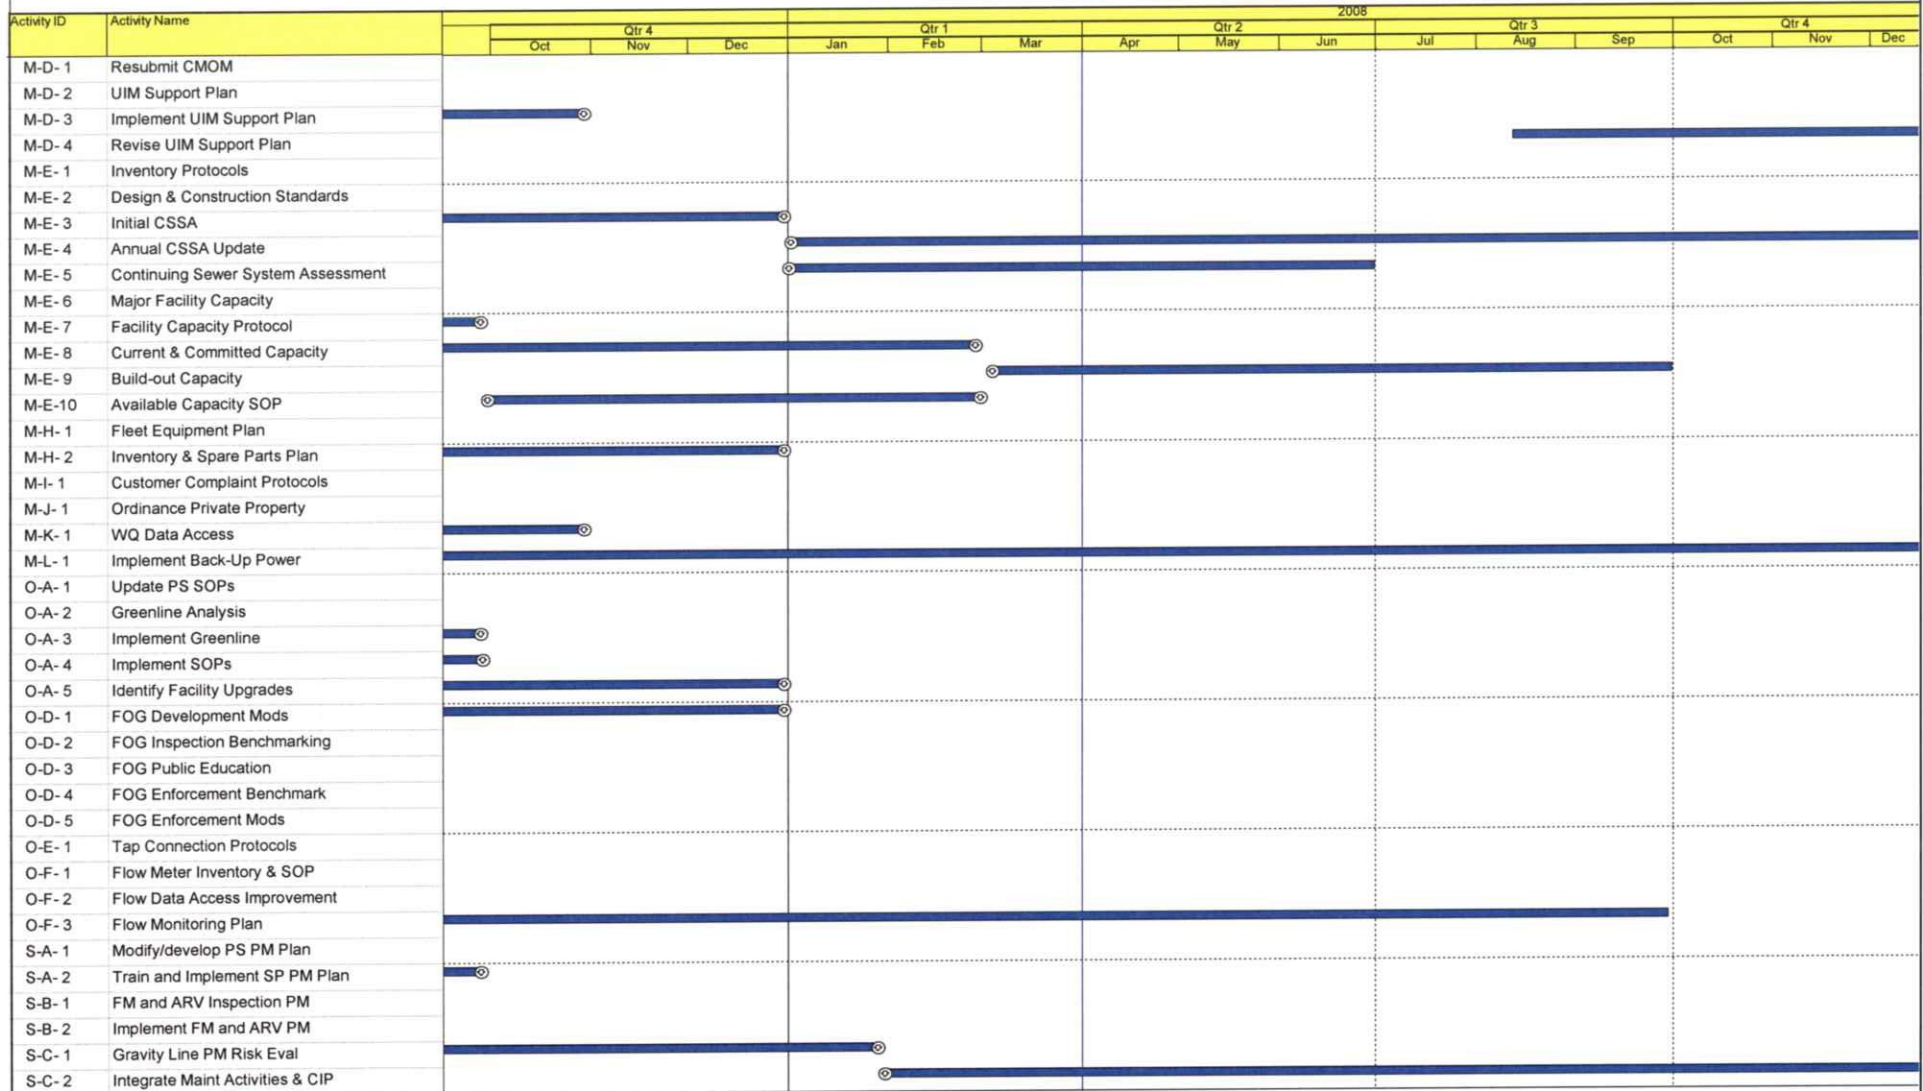 2008
Activity ID Activity Name Qtr 4 Qtr 1 Qtr 2 Qtr 3 Qtr 4
Oct Nov Dec Jan Feb Mar Apr May Jun Jul Aug Sep Oct Nov Dec
M-D- 1 Resubmit CMOM
M-D- 2 UIM Support Plan
M-D- 3 Implement UIM Support Plan
M-D- 4 Revise UIM Support Plan
M-E- 1 Inventory Protocols
M-E- 2 Design & Construction Standards
M-E- 3 Initial CSSA
M-E- 4 Annual CSSA Update
M-E- 5 Continuing Sewer System Assessment
M-E- 6 Major Facility Capacity
M-E- 7 Facility Capacity Protocol
M-E- 8 Current & Committed Capacity
M-E- 9 Build-out Capacity
M-E-10 Available Capacity SOP
M-H- 1 Fleet Equipment Plan
M-H- 2 Inventory & Spare Parts Plan
M-I- 1 Customer Complaint Protocols
M-J- 1 Ordinance Private Property
M-K- 1 WQ Data Access
M-L- 1 Implement Back-Up Power
O-A- 1 Update PS SOPs
O-A- 2 Greenline Analysis
O-A- 3 Implement Greenline
O-A- 4 Implement SOPs
O-A- 5 Identify Facility Upgrades
O-D- 1 FOG Development Mods
O-D- 2 FOG Inspection Benchmarking
O-D- 3 FOG Public Education
O-D- 4 FOG Enforcement Benchmark
O-D- 5 FOG Enforcement Mods
O-E- 1 Tap Connection Protocols
O-F- 1 Flow Meter Inventory & SOP
O-F- 2 Flow Data Access Improvement
O-F- 3 Flow Monitoring Plan
S-A- 1 Modify/develop PS PM Plan
S-A- 2 Train and Implement SP PM Plan
S-B- 1 FM and ARV Inspection PM
S-B- 2 Implement FM and ARV PM
S-C- 1 Gravity Line PM Risk Eval
S-C- 2 Integrate Maint Activities & CIP